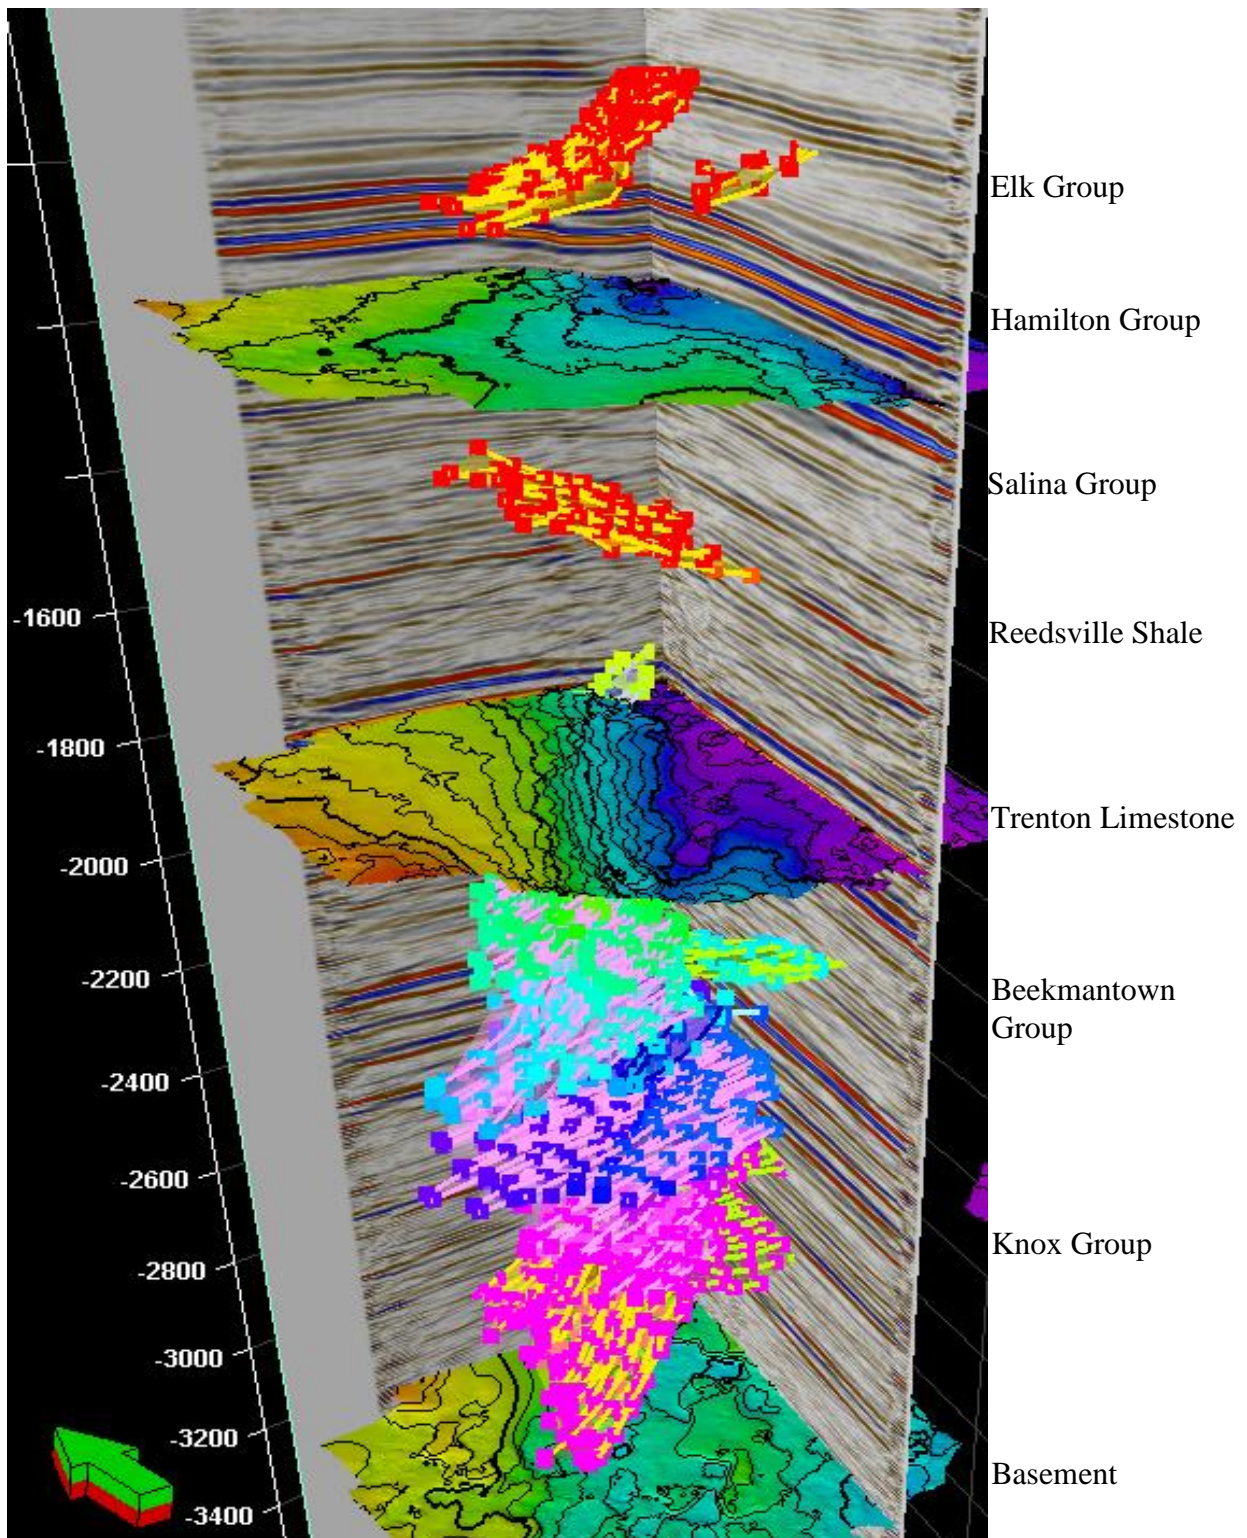 Elk Group
Hamilton Group
Salina Group
-1600
Reedsville Shale
-1800
Trenton Limestone
-2000
-2200
Beekmantown
Group
-2400
-2600
Knox Group
-2800
-3000
-3200
Basement
-3400